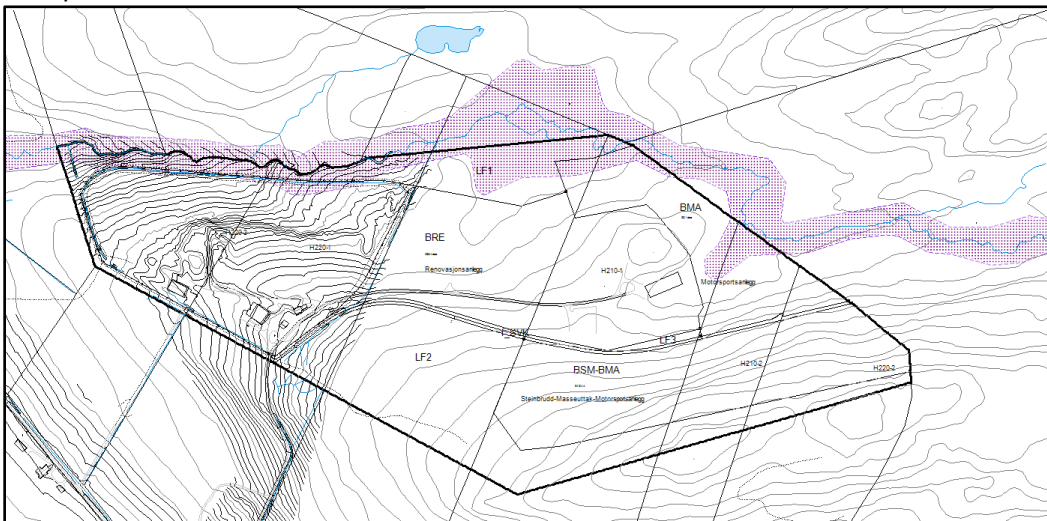 LF1
BMA
BRE
H220-1
Renovasjonsanlegg
H210-1
Motorsportsanlegg
LF3
LF2
H210-2
BSM-BMA
H220-2
Steinbrudd-Masseuttak-Motorsportsanlegg